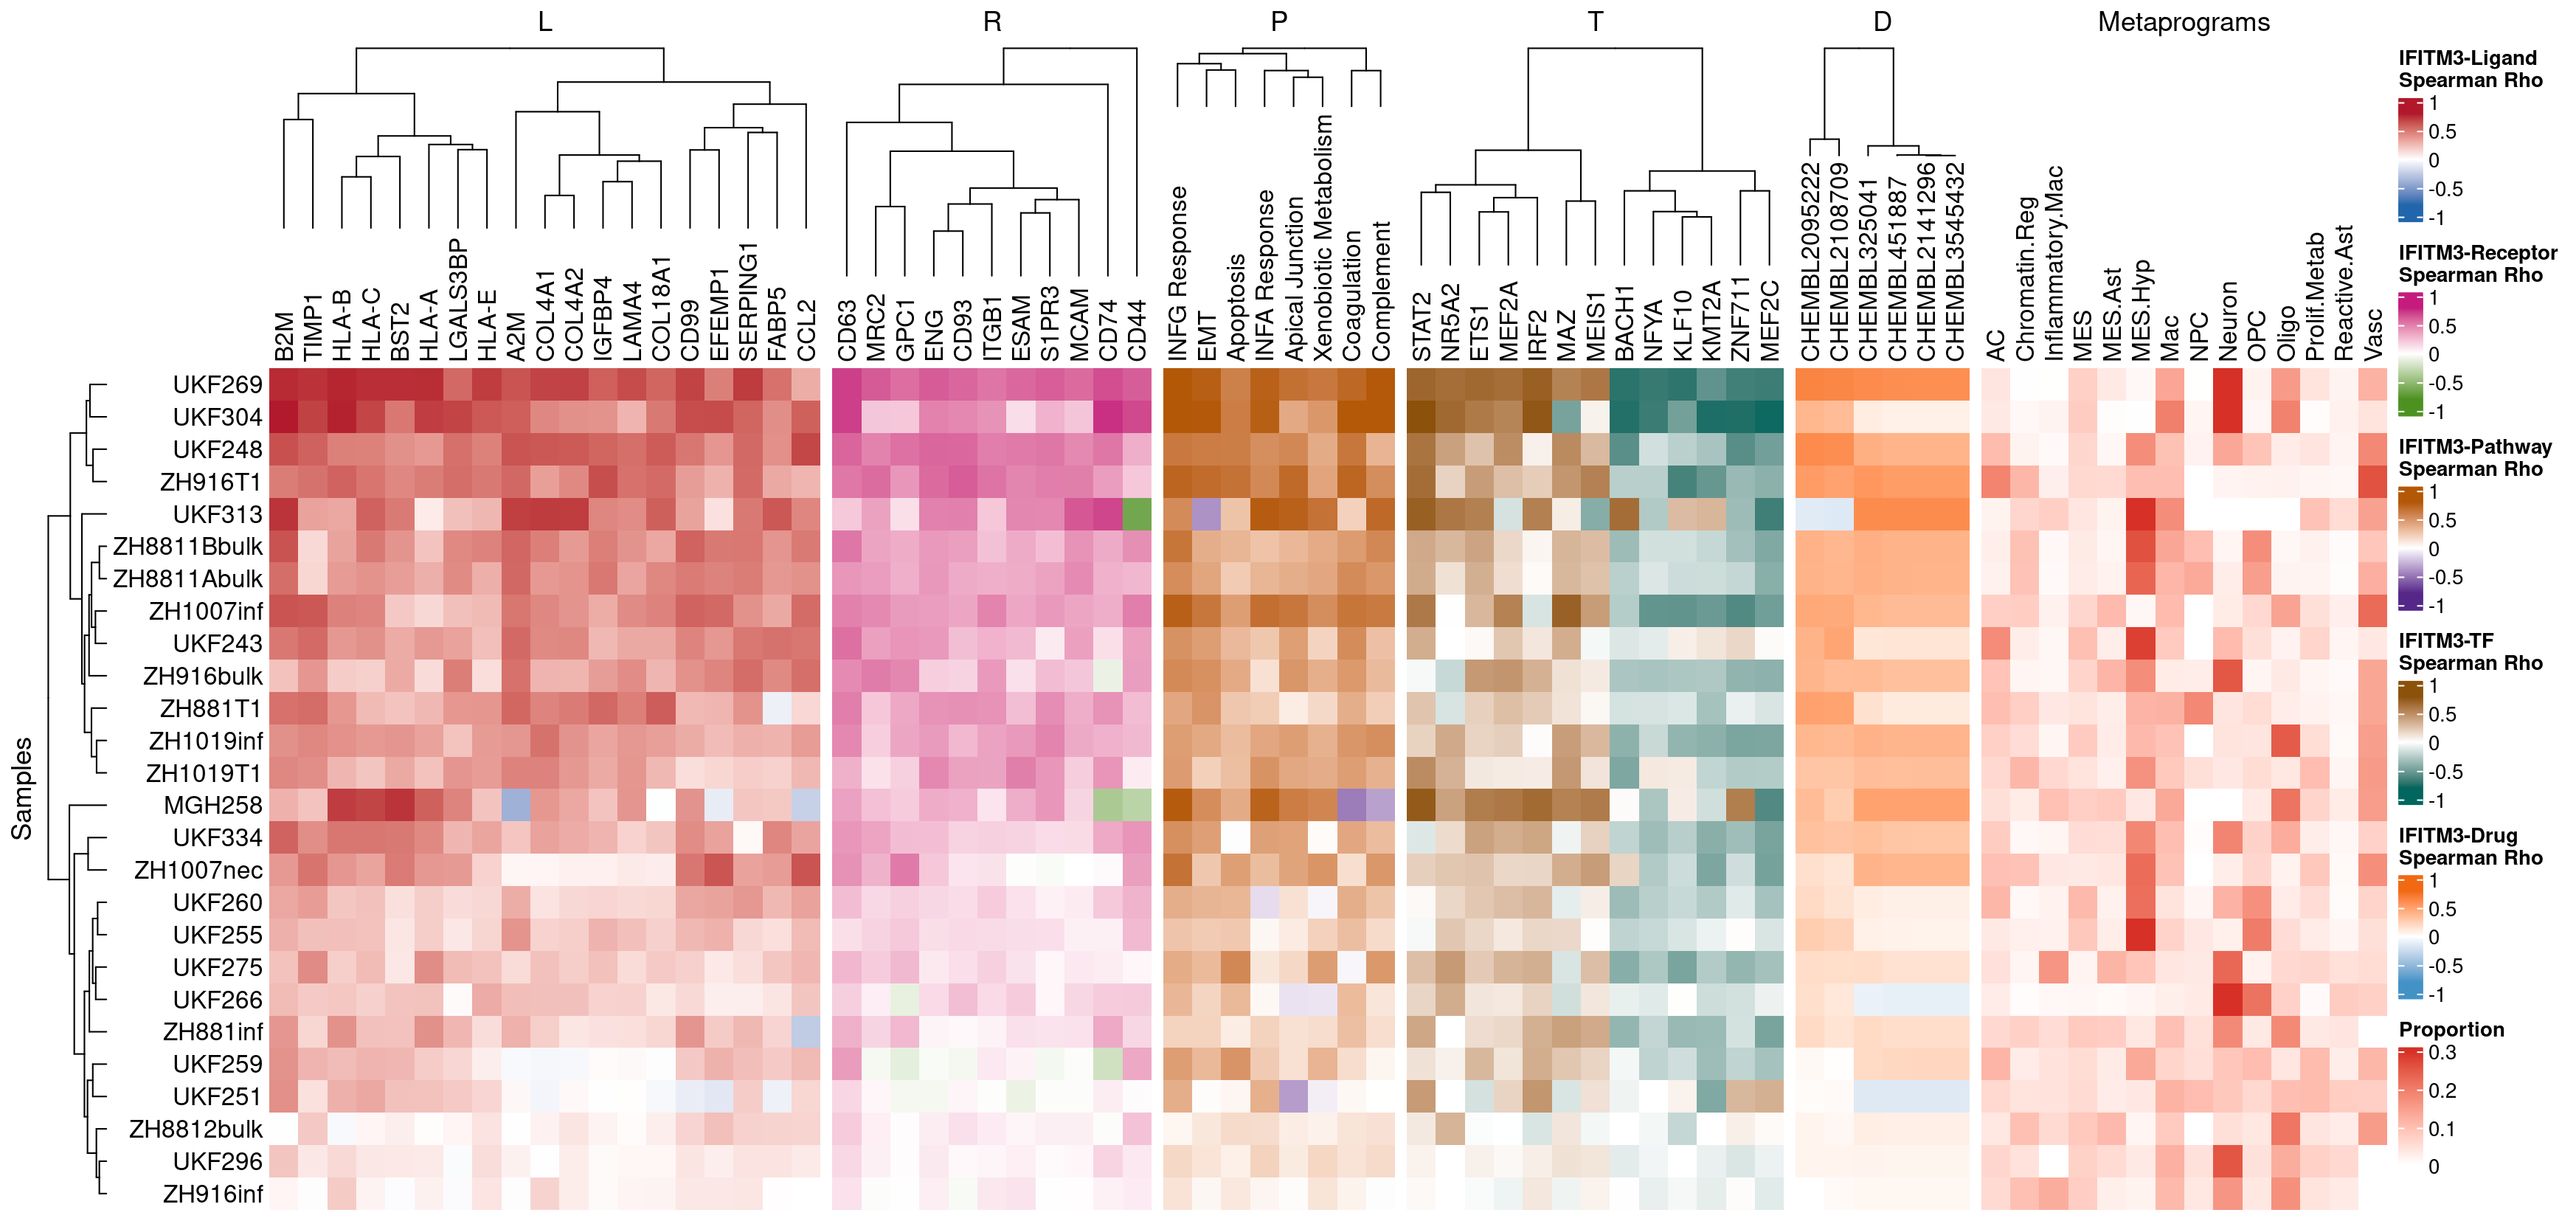 L
R
P
T
D
Metaprograms
B2M
TIMP1
HLA-B
HLA-C
BST2
HLA-A
LGALS3BP
HLA-E
A2M
COL4A1
COL4A2
IGFBP4
LAMA4
COL18A1
CD99
EFEMP1
SERPING1
FABP5
CCL2
CD63
MRC2
GPC1
ENG
CD93
ITGB1
ESAM
S1PR3
MCAM
CD74
CD44
INFG Response
EMT
Apoptosis
INFA Response
Apical Junction
Xenobiotic Metabolism
Coagulation
Complement
STAT2
NR5A2
ETS1
MEF2A
IRF2
MAZ
MEIS1
BACH1
NFYA
KLF10
KMT2A
ZNF711
MEF2C
CHEMBL2095222
CHEMBL2108709
CHEMBL325041
CHEMBL451887
CHEMBL2141296
CHEMBL3545432
AC
Chromatin.Reg
Inflammatory.Mac
MES
MES.Ast
MES.Hyp
Mac
NPC
Neuron
OPC
Oligo
Prolif.Metab
Reactive.Ast
Vasc
Samples
UKF269
UKF304
UKF248
ZH916T1
UKF313
ZH8811Bbulk
ZH8811Abulk
ZH1007inf
UKF243
ZH916bulk
ZH881T1
ZH1019inf
ZH1019T1
MGH258
UKF334
ZH1007nec
UKF260
UKF255
UKF275
UKF266
ZH881inf
UKF259
UKF251
ZH8812bulk
UKF296
ZH916inf
IFITM3-Ligand
Spearman Rho
1
0.5
0
-0.5
-1
IFITM3-Receptor
Spearman Rho
1
0.5
0
-0.5
-1
IFITM3-Pathway
Spearman Rho
1
0.5
0
-0.5
-1
IFITM3-TF
Spearman Rho
1
0.5
0
-0.5
-1
IFITM3-Drug
Spearman Rho
1
0.5
0
-0.5
-1
Proportion
0.3
0.2
0.1
0